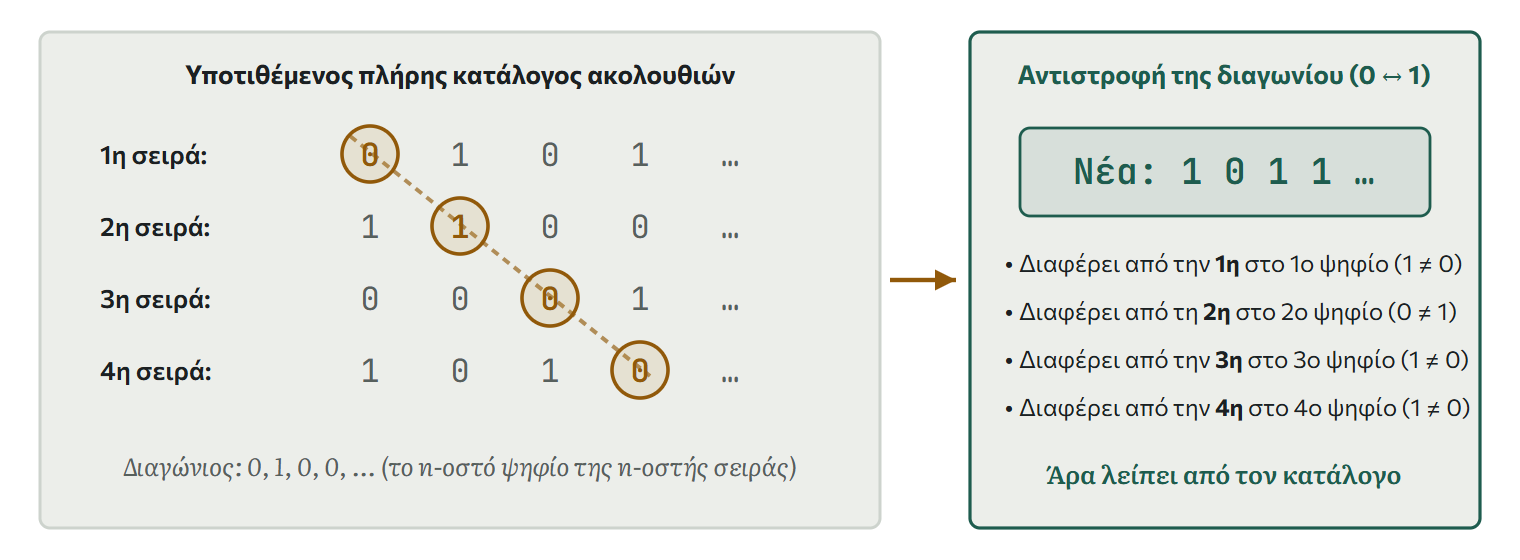 Υποτιθέμενος πλήρης κατάλογος ακολουθιών
1η σειρά: 0 1 0 1 ...
2η σειρά: 1 1 0 0 ...
3η σειρά: 0 0 0 1 ...
4η σειρά: 1 0 1 0 ...
Διαγώνιος: 0, 1, 0, 0, ... (το n-οστό ψηφίο της n-οστής σειράς)
Αντιστροφή της διαγωνίου (0 ↔ 1)
Νέα: 1 0 1 1 ...
• Διαφέρει από την 1η στο 1ο ψηφίο (1 ≠ 0)
• Διαφέρει από τη 2η στο 2ο ψηφίο (0 ≠ 1)
• Διαφέρει από την 3η στο 3ο ψηφίο (1 ≠ 0)
• Διαφέρει από την 4η στο 4ο ψηφίο (1 ≠ 0)
Άρα λείπει από τον κατάλογο